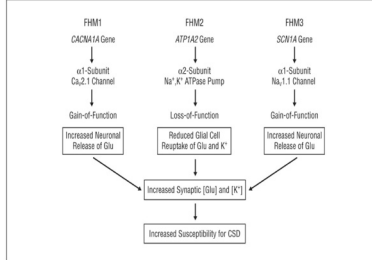 FHM1
FHM2
FHM3
CACNA1A Gene
ATP1A2 Gene
SCN1A Gene
α1-Subunit
Caᵥ2.1 Channel
α2-Subunit
Na⁺,K⁺ ATPase Pump
α1-Subunit
Naᵥ1.1 Channel
Gain-of-Function
Loss-of-Function
Gain-of-Function
Increased Neuronal
Release of Glu
Reduced Glial Cell
Reuptake of Glu and K⁺
Increased Neuronal
Release of Glu
Increased Synaptic [Glu] and [K⁺]
Increased Susceptibility for CSD